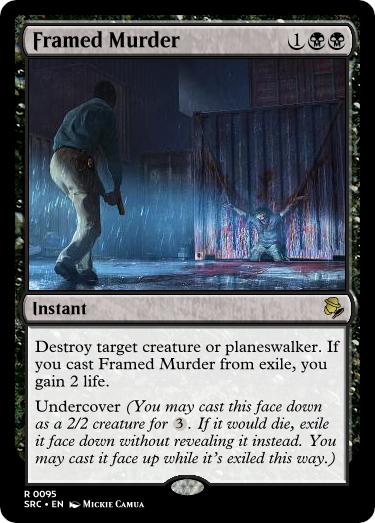 Framed Murder 1
Instant
Destroy target creature or planeswalker. If
you cast Framed Murder from exile, you
gain 2 life.
Undercover (You may cast this face down
as a 2/2 creature for 3. If it would die, exile
it face down without revealing it instead. You
may cast it face up while it's exiled this way.)
R 0095
SRC • EN Mickie Camua